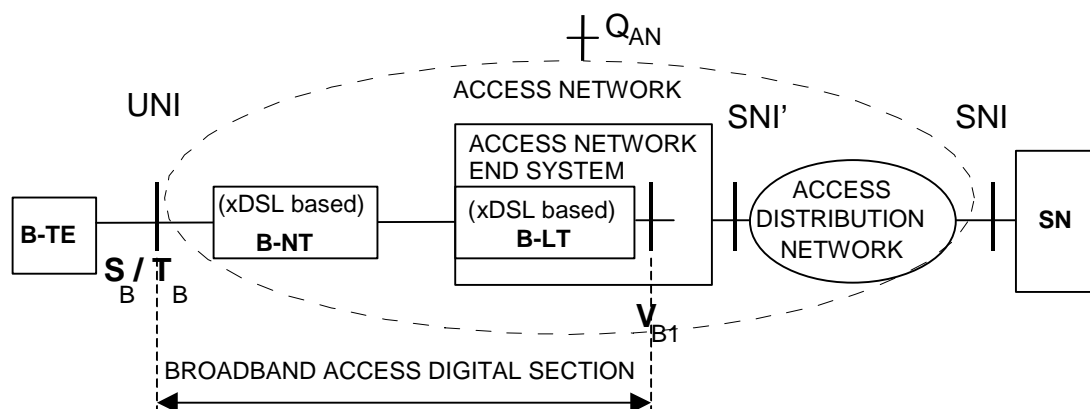 Q_AN
ACCESS NETWORK
UNI
SNI'
SNI
ACCESS NETWORK
END SYSTEM
(xDSL based)
B-NT
(xDSL based)
B-LT
ACCESS
DISTRIBUTION
NETWORK
B-TE
SN
S_B / T_B
V_B1
BROADBAND ACCESS DIGITAL SECTION